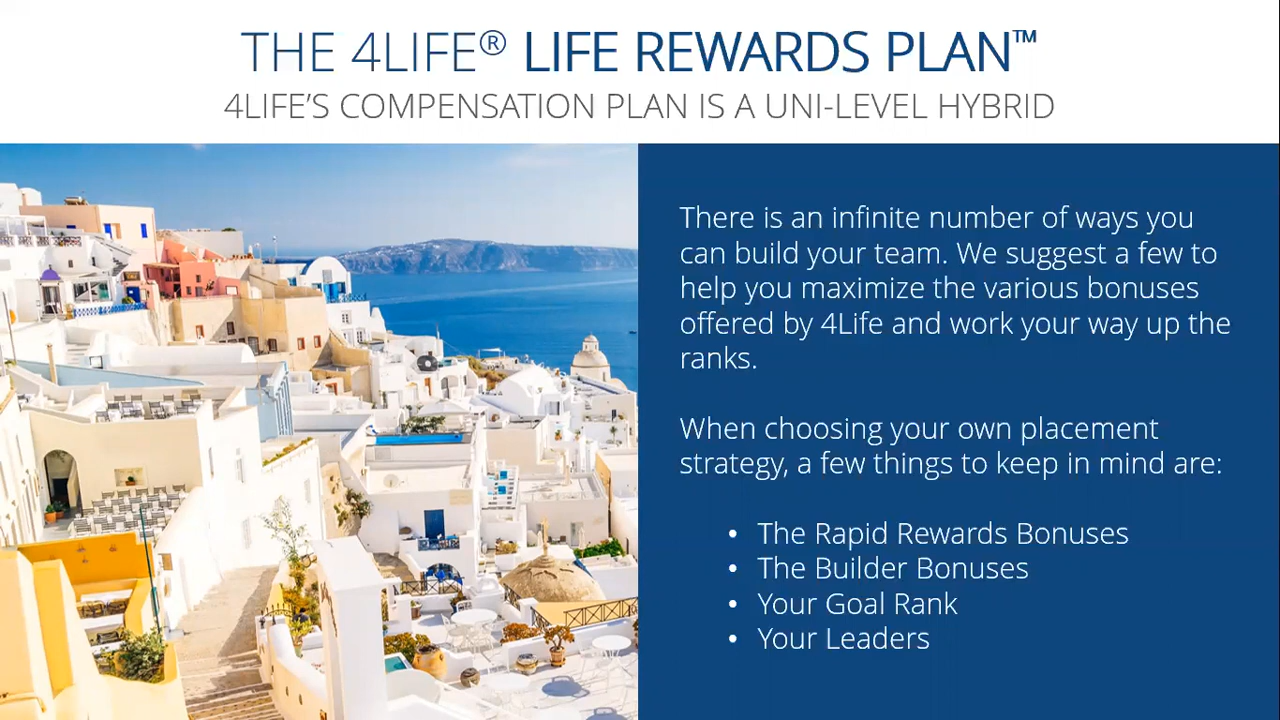 THE 4LIFE® LIFE REWARDS PLAN™
4LIFE'S COMPENSATION PLAN IS A UNI-LEVEL HYBRID
There is an infinite number of ways you
can build your team. We suggest a few to
help you maximize the various bonuses
offered by 4Life and work your way up the
ranks.
When choosing your own placement
strategy, a few things to keep in mind are:
• The Rapid Rewards Bonuses
• The Builder Bonuses
• Your Goal Rank
• Your Leaders